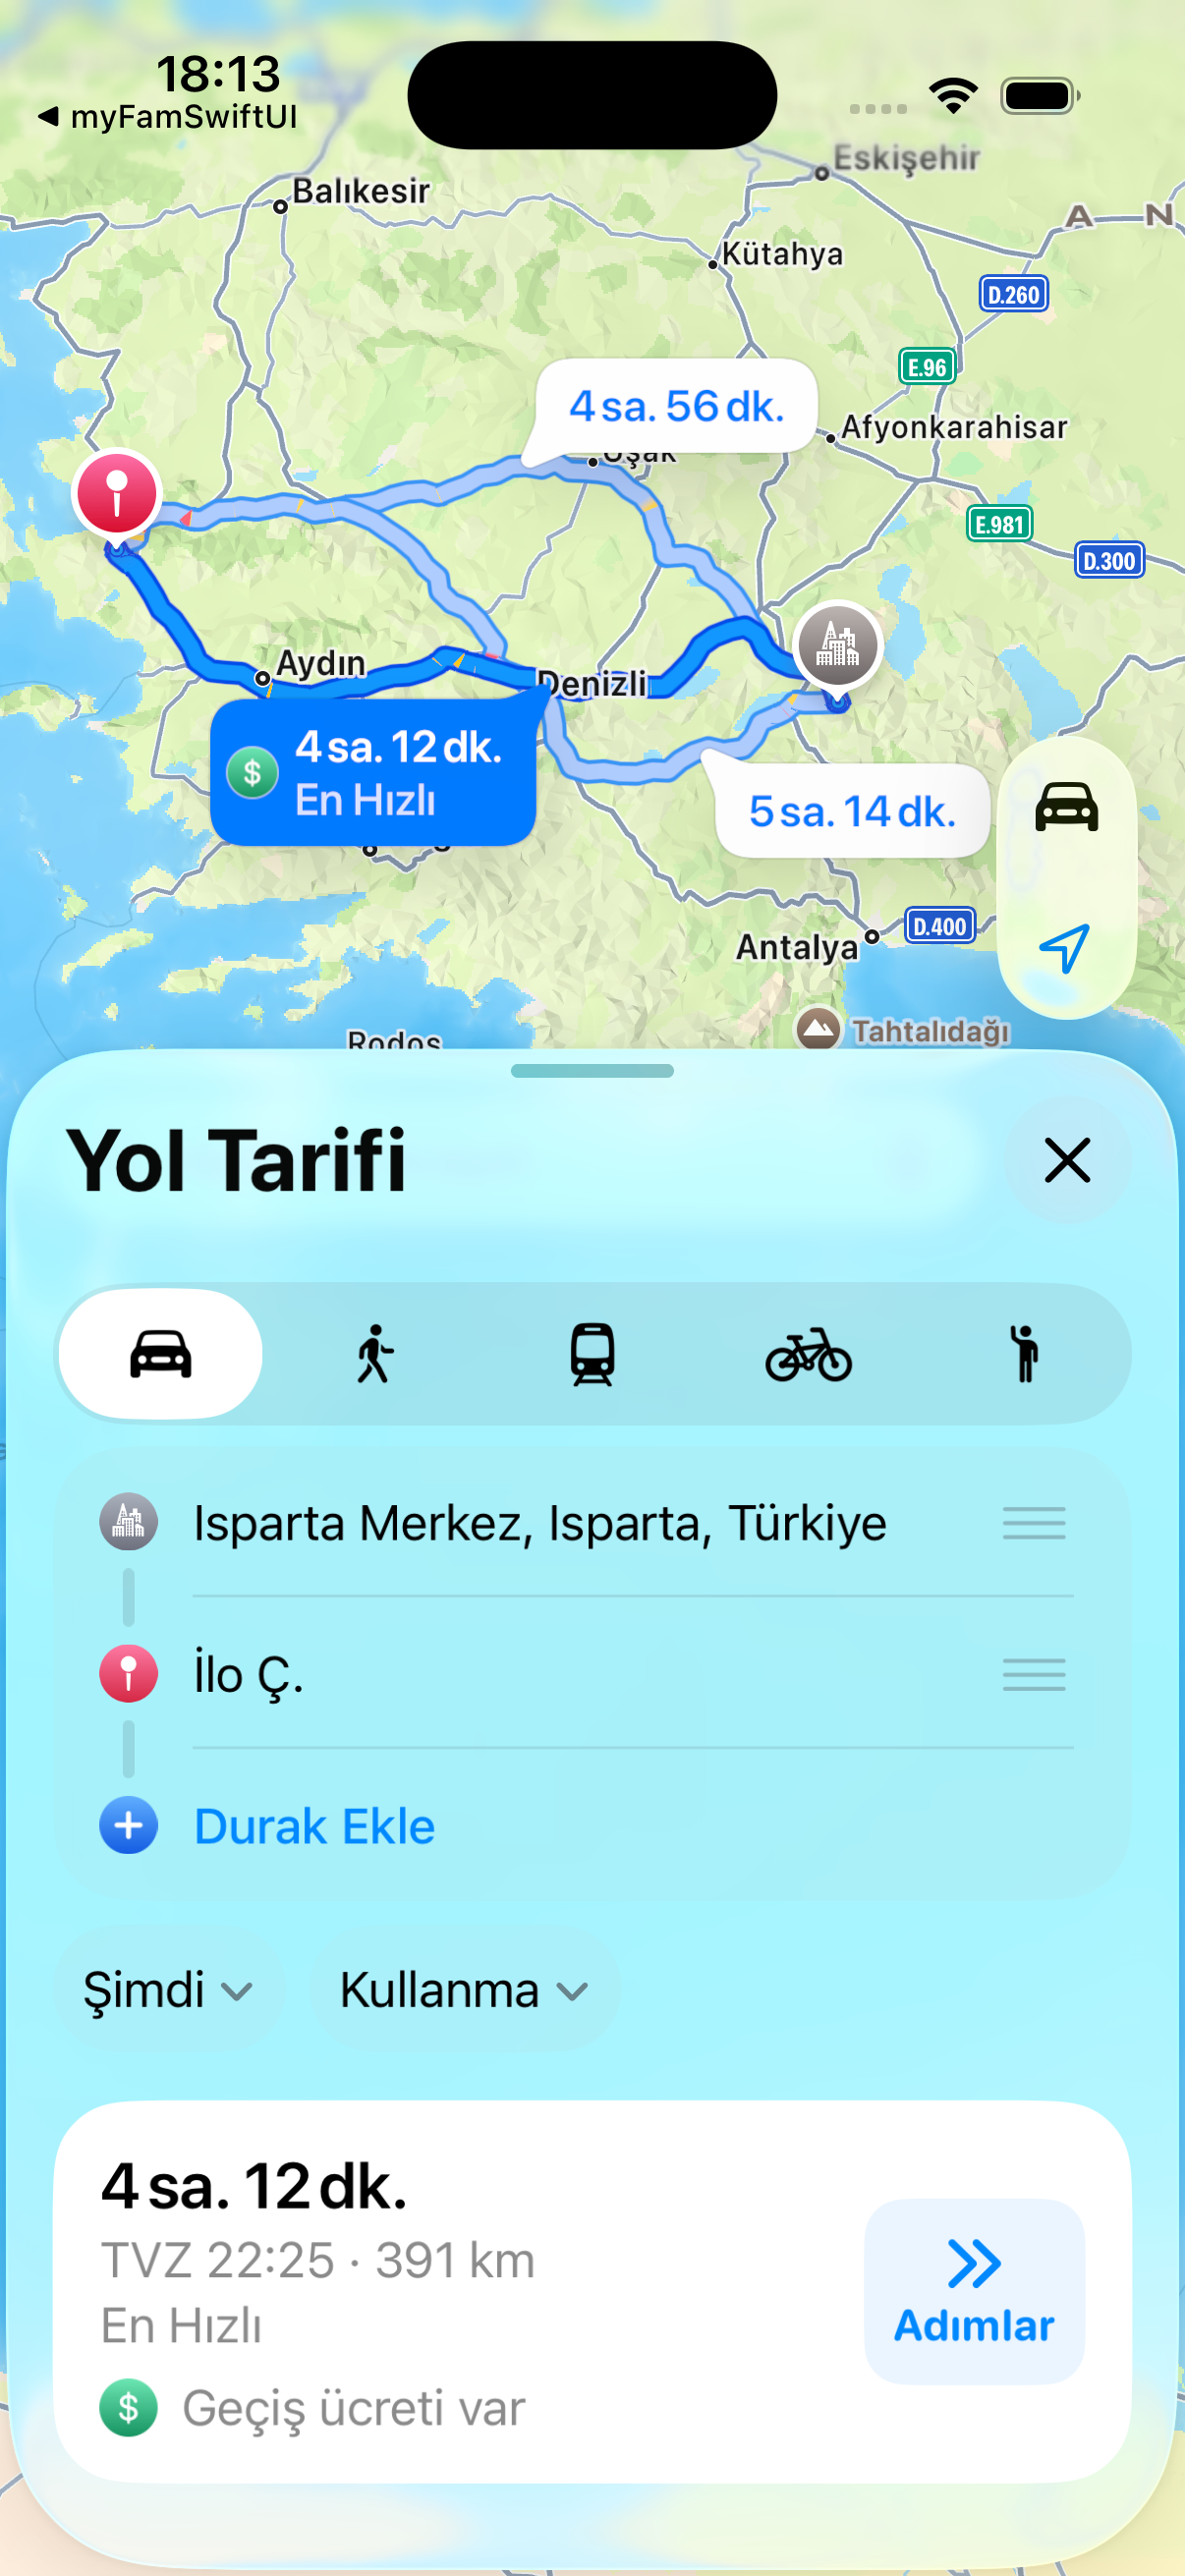 18:13
◀ myFamSwiftUI
Eskişehir
Balıkesir
A N
Kütahya
D.260
E.96
4 sa. 56 dk.
Afyonkarahisar
Uşak
E.981
D.300
Aydın
Denizli
4 sa. 12 dk.
$
En Hızlı
5 sa. 14 dk.
D.400
Antalya
Tahtalıdağı
Rodos
Yol Tarifi
Isparta Merkez, Isparta, Türkiye
İlo Ç.
Durak Ekle
Şimdi
Kullanma
4 sa. 12 dk.
TVZ 22:25 · 391 km
En Hızlı
$ Geçiş ücreti var
Adımlar